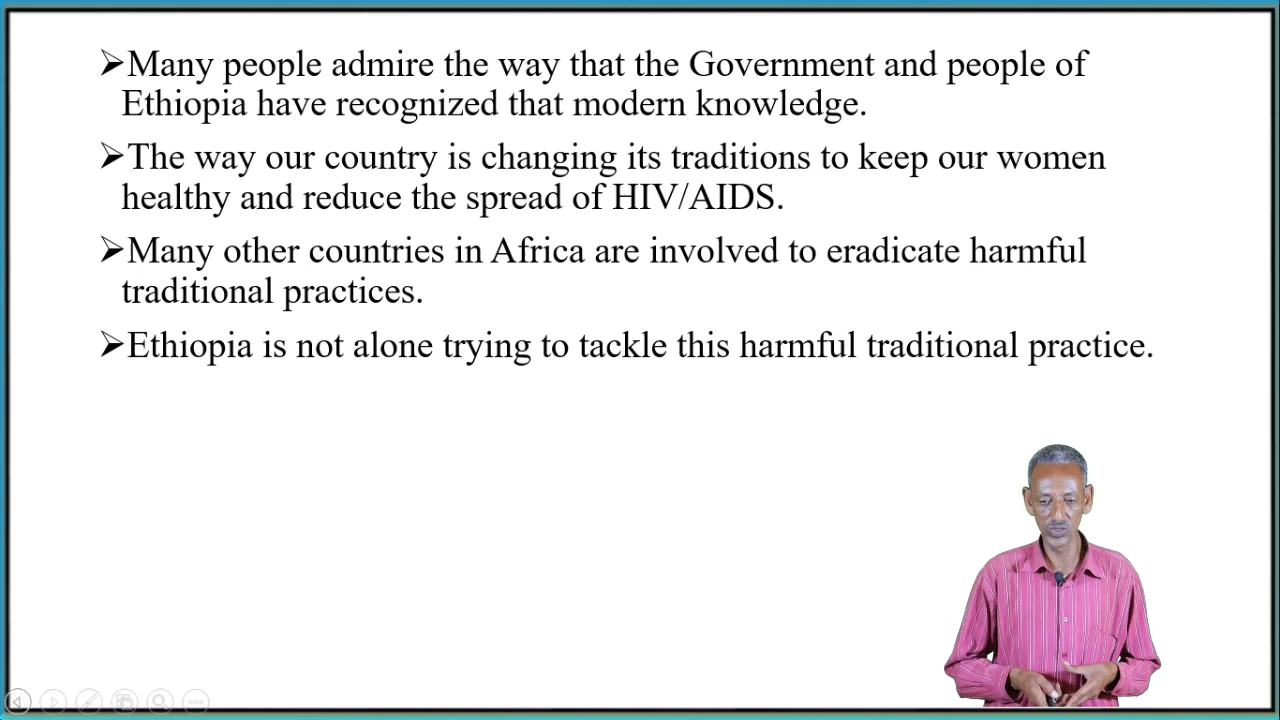 ➢Many people admire the way that the Government and people of
Ethiopia have recognized that modern knowledge.
➢The way our country is changing its traditions to keep our women
healthy and reduce the spread of HIV/AIDS.
➢Many other countries in Africa are involved to eradicate harmful
traditional practices.
➢Ethiopia is not alone trying to tackle this harmful traditional practice.